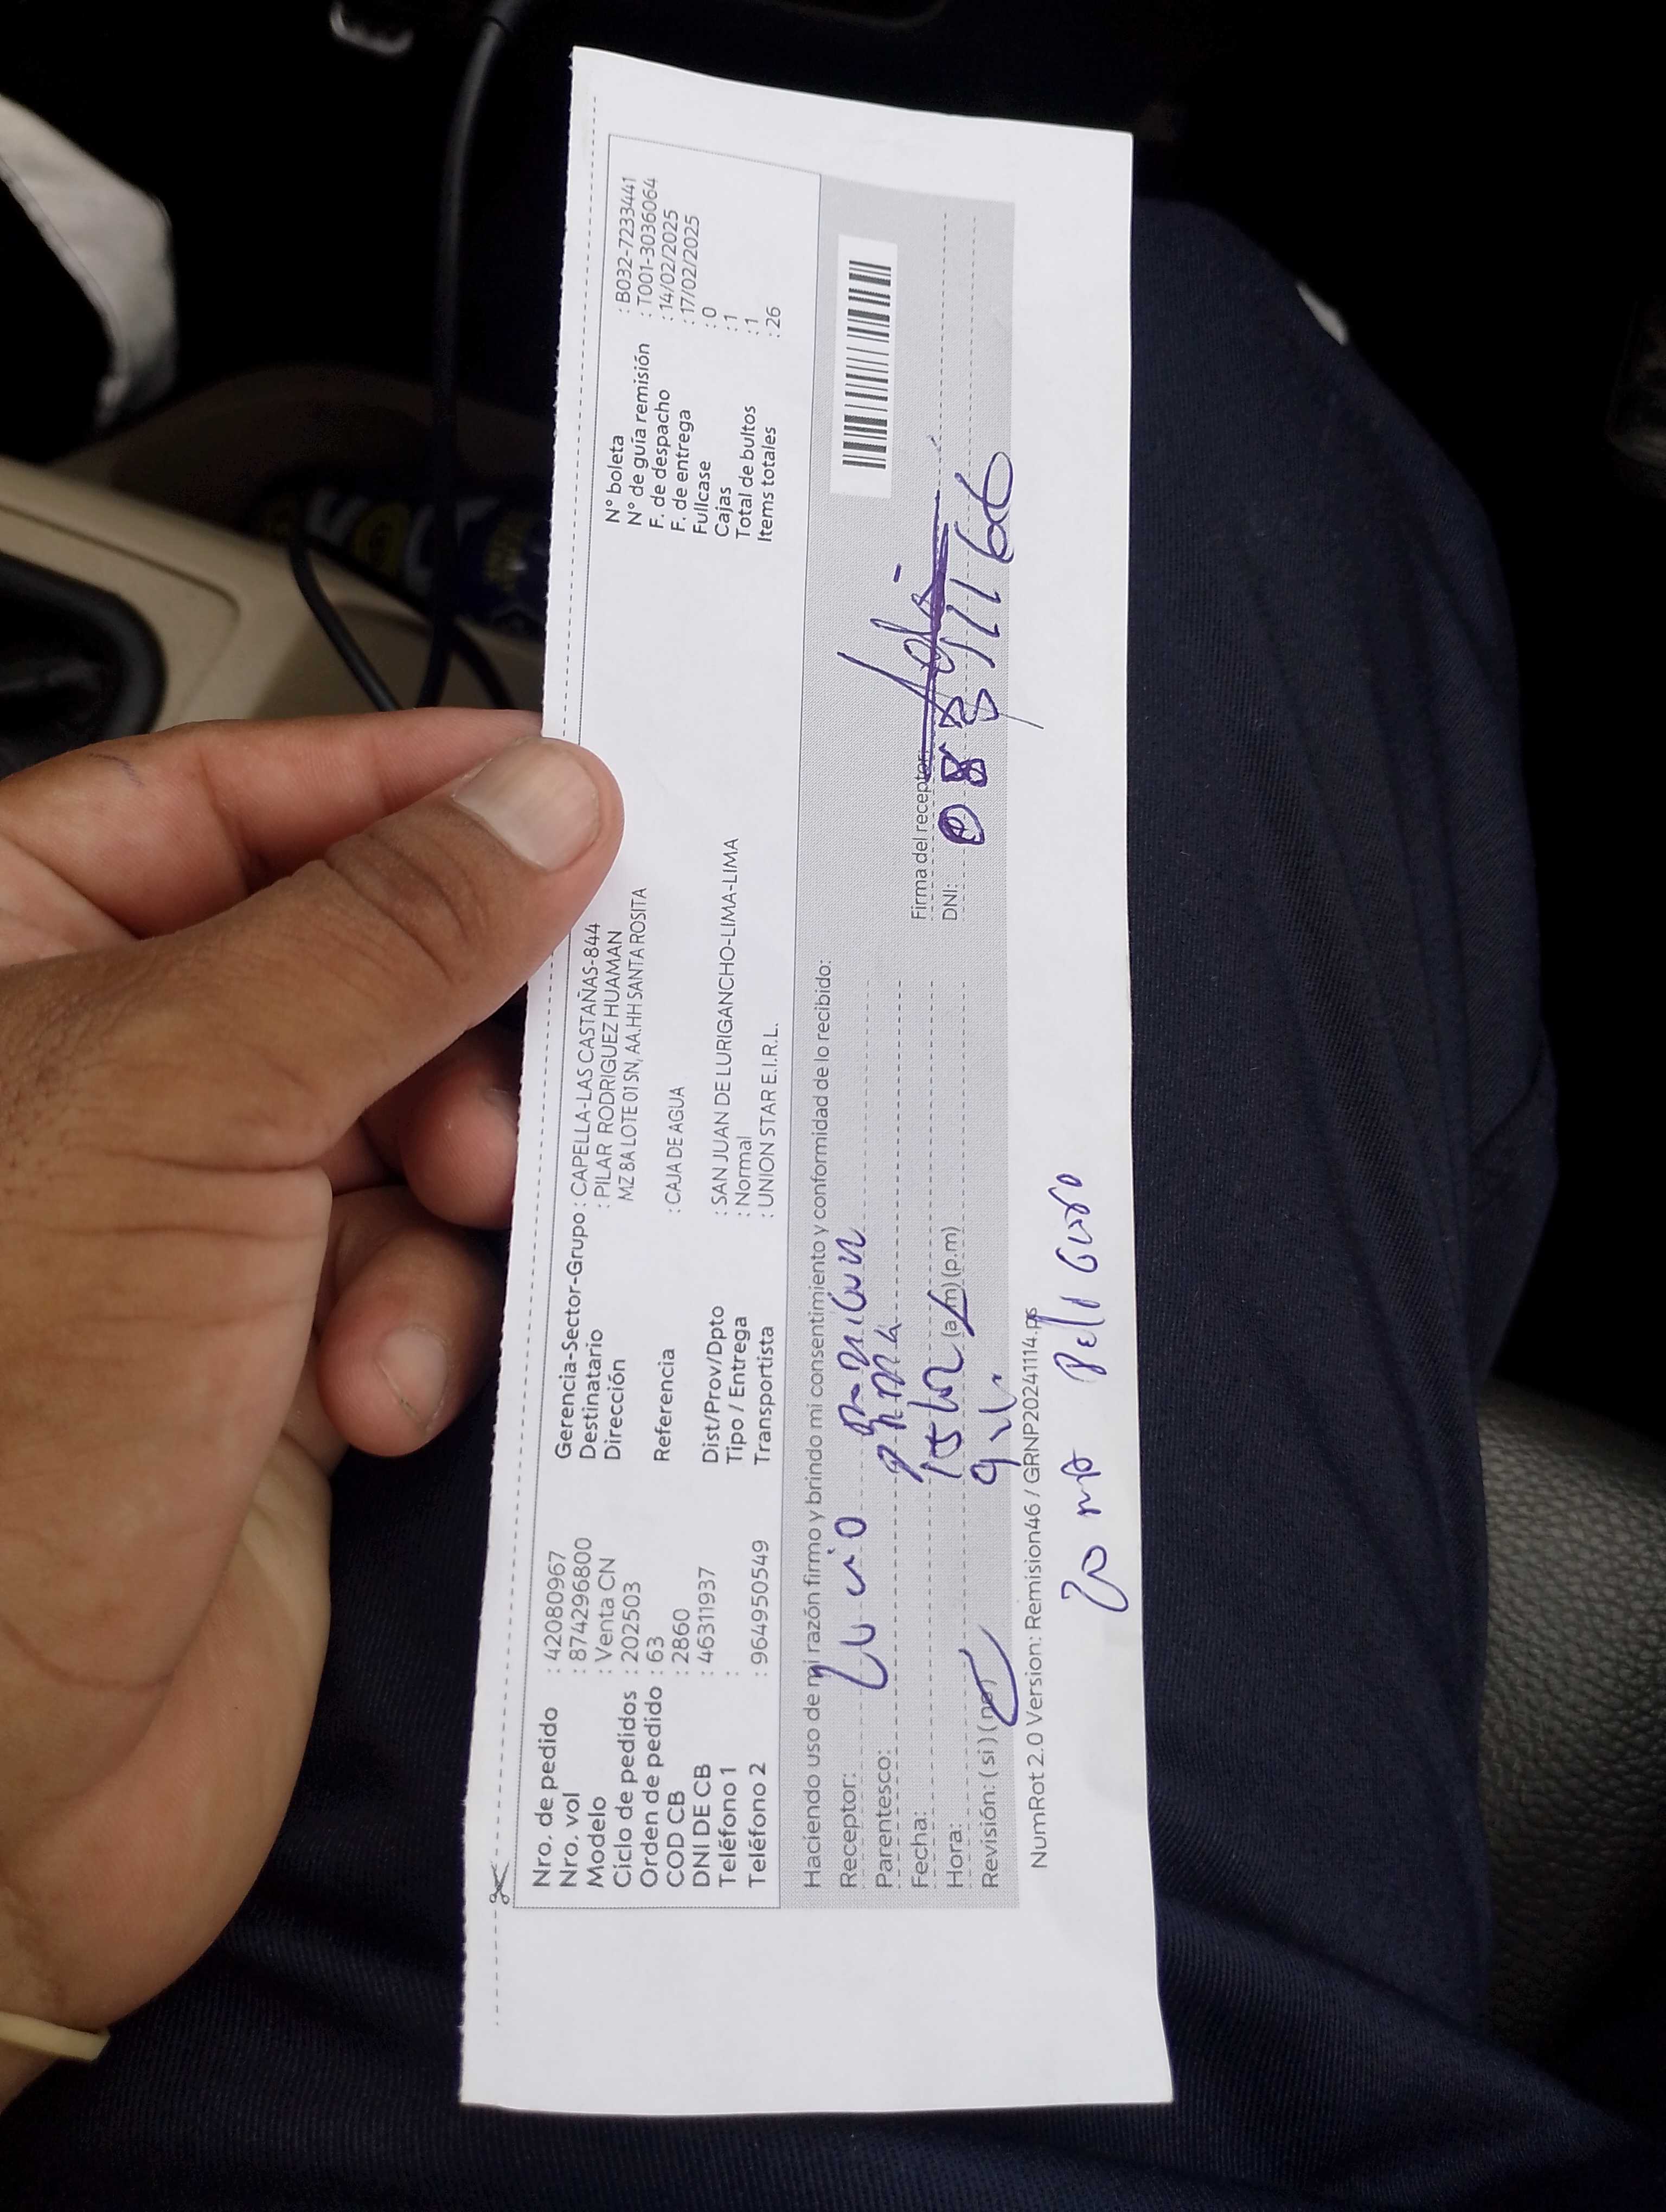 Nro. de pedido : 42080967
Nro. vol : 874296800
Modelo : Venta CN
Ciclo de pedidos : 202503
Orden de pedido : 63
COD CB : 2860
DNI DE CB : 46311937
Teléfono 1 :
Teléfono 2 : 964950549
Gerencia-Sector-Grupo : CAPELLA-LAS CASTAÑAS-844
Destinatario : PILAR RODRIGUEZ HUAMAN
Dirección MZ 8A LOTE 01 SN, AA.HH SANTA ROSITA
Referencia : CAJA DE AGUA
Dist/Prov/Dpto : SAN JUAN DE LURIGANCHO-LIMA-LIMA
Tipo / Entrega : Normal
Transportista : UNION STAR E.I.R.L.
N° boleta : B032-7233441
N° de guía remisión : T001-3036064
F. de despacho : 14/02/2025
F. de entrega : 17/02/2025
Fullcase : 0
Cajas : 1
Total de bultos : 1
Items totales : 26
Haciendo uso de mi razón firmo y brindo mi consentimiento y conformidad de lo recibido:
Receptor: Lucio
Parentesco:
Fecha:
Hora: (a.m) (p.m)
Revisión: ( si ) ( no )
Firma del receptor:
DNI:
NumRot 2.0 Version: Remision46 / GRNP20241114.pjs
Zona